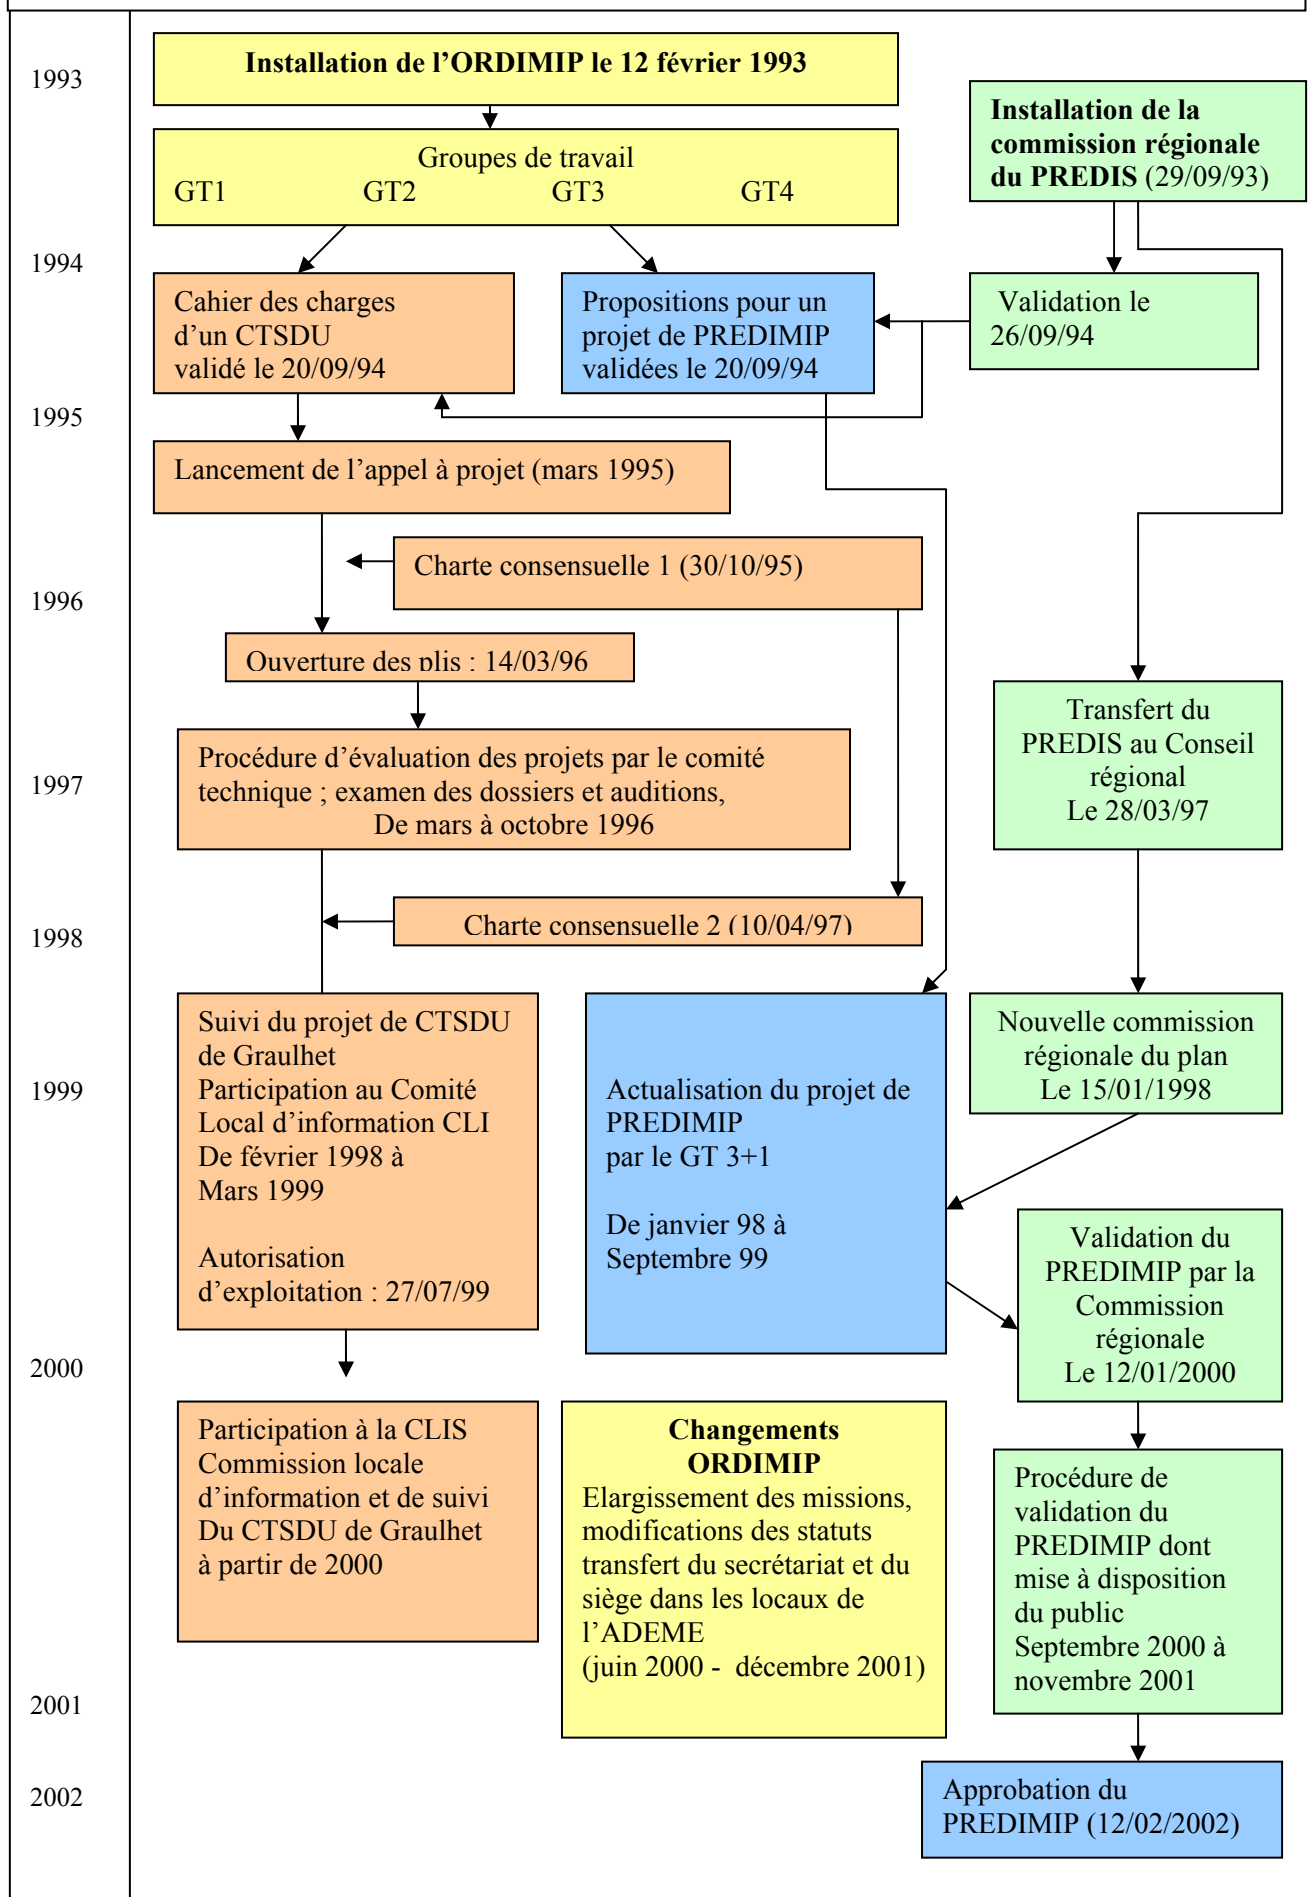 1993
Installation de l’ORDIMIP le 12 février 1993
Installation de la
commission régionale
du PREDIS (29/09/93)
Groupes de travail
GT1 GT2 GT3 GT4
1994
Cahier des charges
d’un CTSDU
validé le 20/09/94
Propositions pour un
projet de PREDIMIP
validées le 20/09/94
Validation le
26/09/94
1995
Lancement de l’appel à projet (mars 1995)
Charte consensuelle 1 (30/10/95)
1996
Ouverture des plis : 14/03/96
Transfert du
PREDIS au Conseil
régional
Le 28/03/97
Procédure d’évaluation des projets par le comité
technique ; examen des dossiers et auditions,
De mars à octobre 1996
1997
Charte consensuelle 2 (10/04/97)
1998
Suivi du projet de CTSDU
de Graulhet
Participation au Comité
Local d’information CLI
De février 1998 à
Mars 1999
Autorisation
d’exploitation : 27/07/99
Actualisation du projet de
PREDIMIP
par le GT 3+1
De janvier 98 à
Septembre 99
Nouvelle commission
régionale du plan
Le 15/01/1998
1999
Validation du
PREDIMIP par la
Commission
régionale
Le 12/01/2000
2000
Participation à la CLIS
Commission locale
d’information et de suivi
Du CTSDU de Graulhet
à partir de 2000
Changements
ORDIMIP
Elargissement des missions,
modifications des statuts
transfert du secrétariat et du
siège dans les locaux de
l’ADEME
(juin 2000 - décembre 2001)
Procédure de
validation du
PREDIMIP dont
mise à disposition
du public
Septembre 2000 à
novembre 2001
2001
2002
Approbation du
PREDIMIP (12/02/2002)